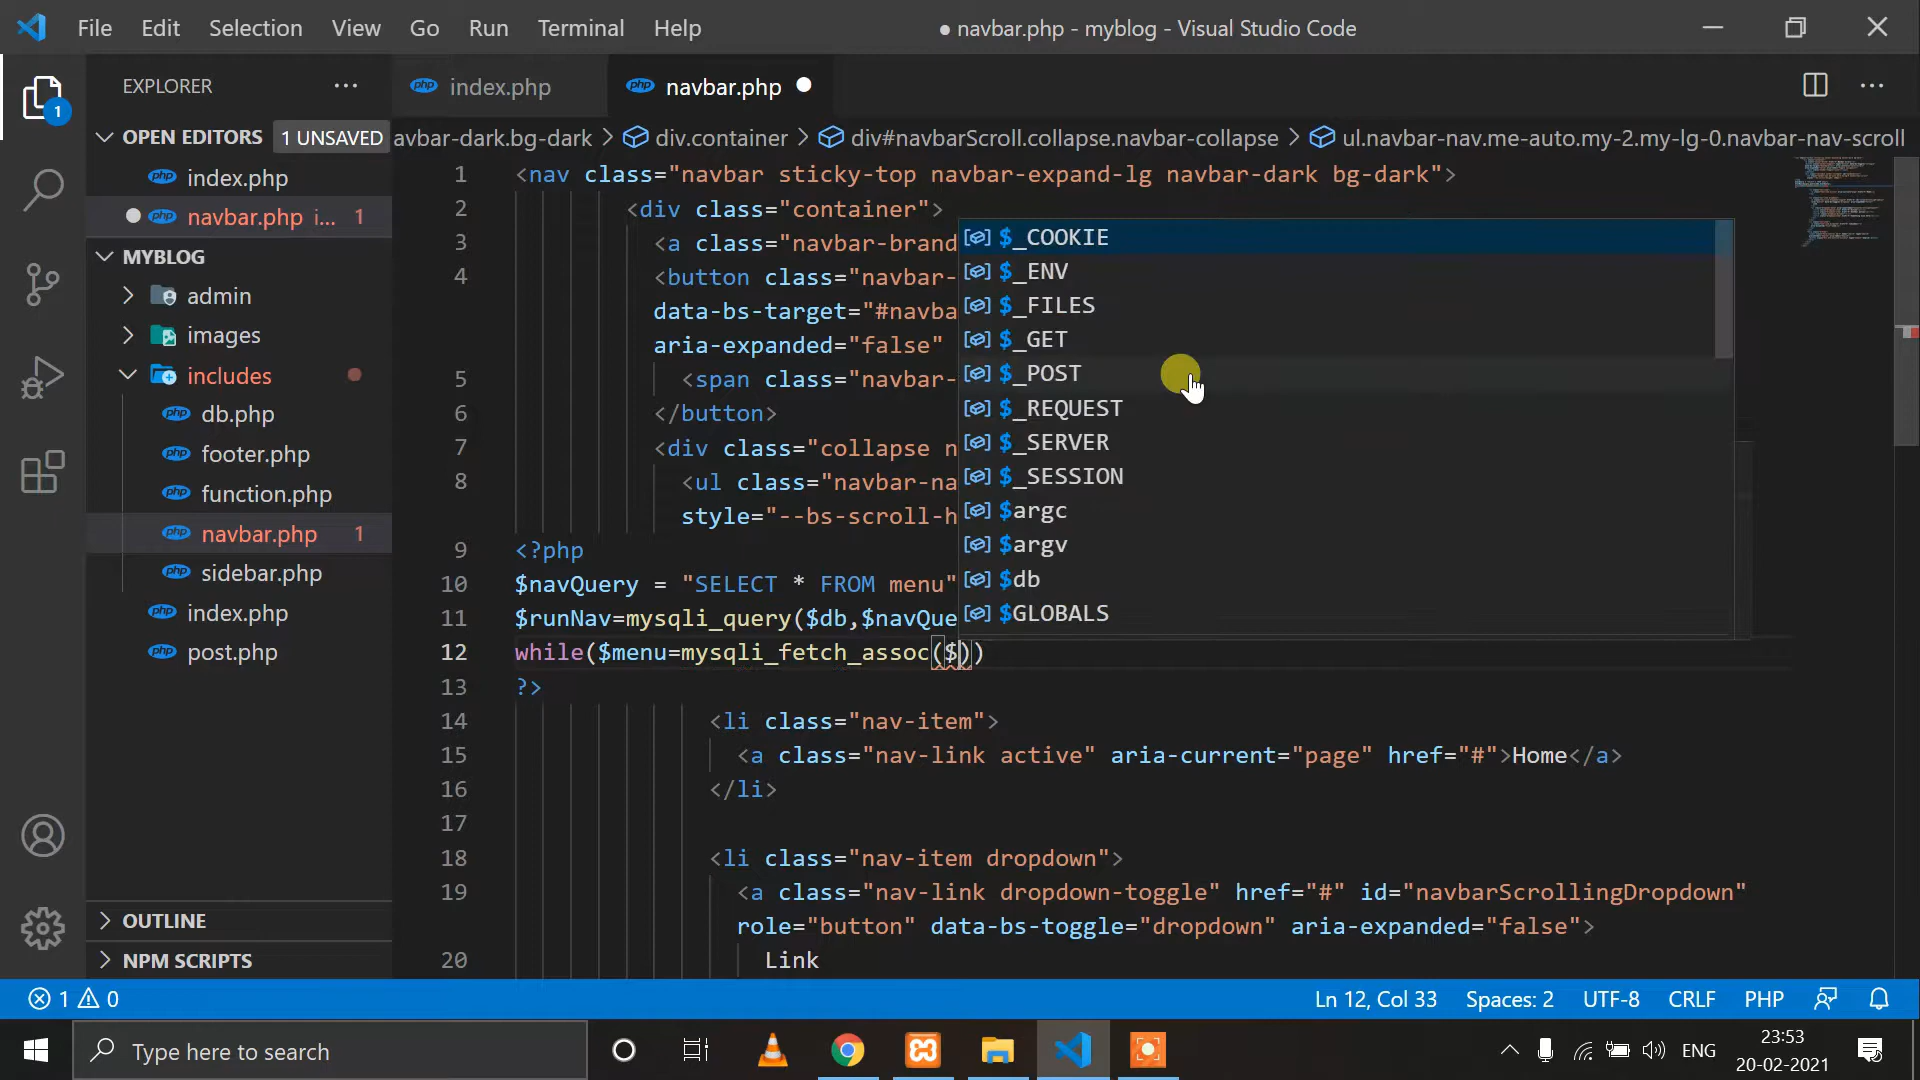 File Edit Selection View Go Run Terminal Help
● navbar.php - myblog - Visual Studio Code
EXPLORER
OPEN EDITORS 1 UNSAVED
index.php
navbar.php i... 1
MYBLOG
admin
images
includes
db.php
footer.php
function.php
navbar.php 1
sidebar.php
index.php
post.php
OUTLINE
NPM SCRIPTS
1
index.php navbar.php
avbar-dark.bg-dark > div.container > div#navbarScroll.collapse.navbar-collapse > ul.navbar-nav.me-auto.my-2.my-lg-0.navbar-nav-scroll
1 <nav class="navbar sticky-top navbar-expand-lg navbar-dark bg-dark">
2 <div class="container">
3 <a class="navbar-brand
4 <button class="navbar-
data-bs-target="#navba
aria-expanded="false"
5 <span class="navbar-
6 </button>
7 <div class="collapse n
8 <ul class="navbar-na
style="--bs-scroll-h
9 <?php
10 $navQuery = "SELECT * FROM menu"
11 $runNav=mysqli_query($db,$navQue
12 while($menu=mysqli_fetch_assoc($))
13 ?>
14 <li class="nav-item">
15 <a class="nav-link active" aria-current="page" href="#">Home</a>
16 </li>
17
18 <li class="nav-item dropdown">
19 <a class="nav-link dropdown-toggle" href="#" id="navbarScrollingDropdown"
role="button" data-bs-toggle="dropdown" aria-expanded="false">
20 Link
$_COOKIE
$_ENV
$_FILES
$_GET
$_POST
$_REQUEST
$_SERVER
$_SESSION
$argc
$argv
$db
$GLOBALS
1 0
Ln 12, Col 33 Spaces: 2 UTF-8 CRLF PHP
Type here to search
ENG
23:53
20-02-2021